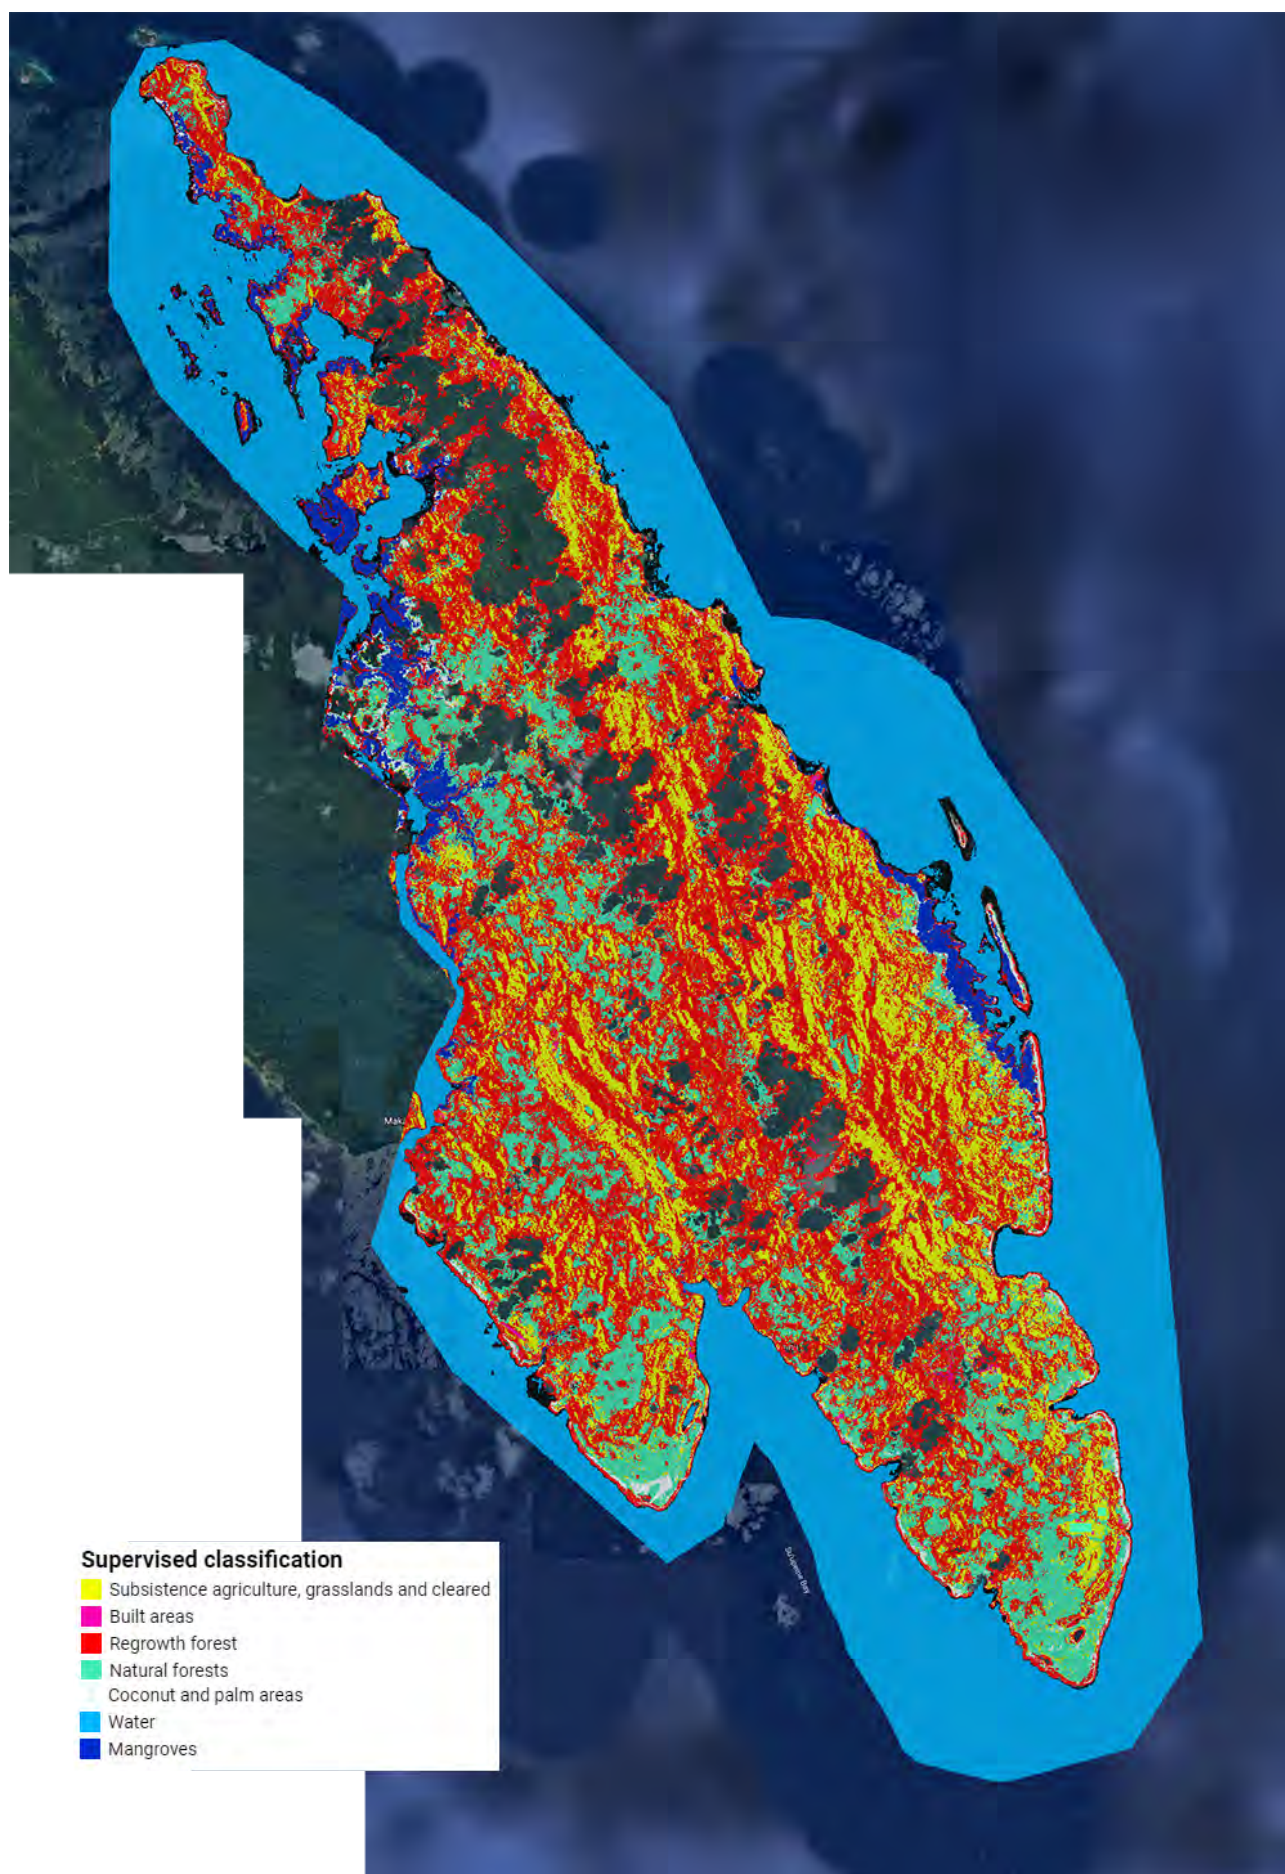 Supervised classification
Subsistence agriculture, grasslands and cleared
Built areas
Regrowth forest
Natural forests
Coconut and palm areas
Water
Mangroves